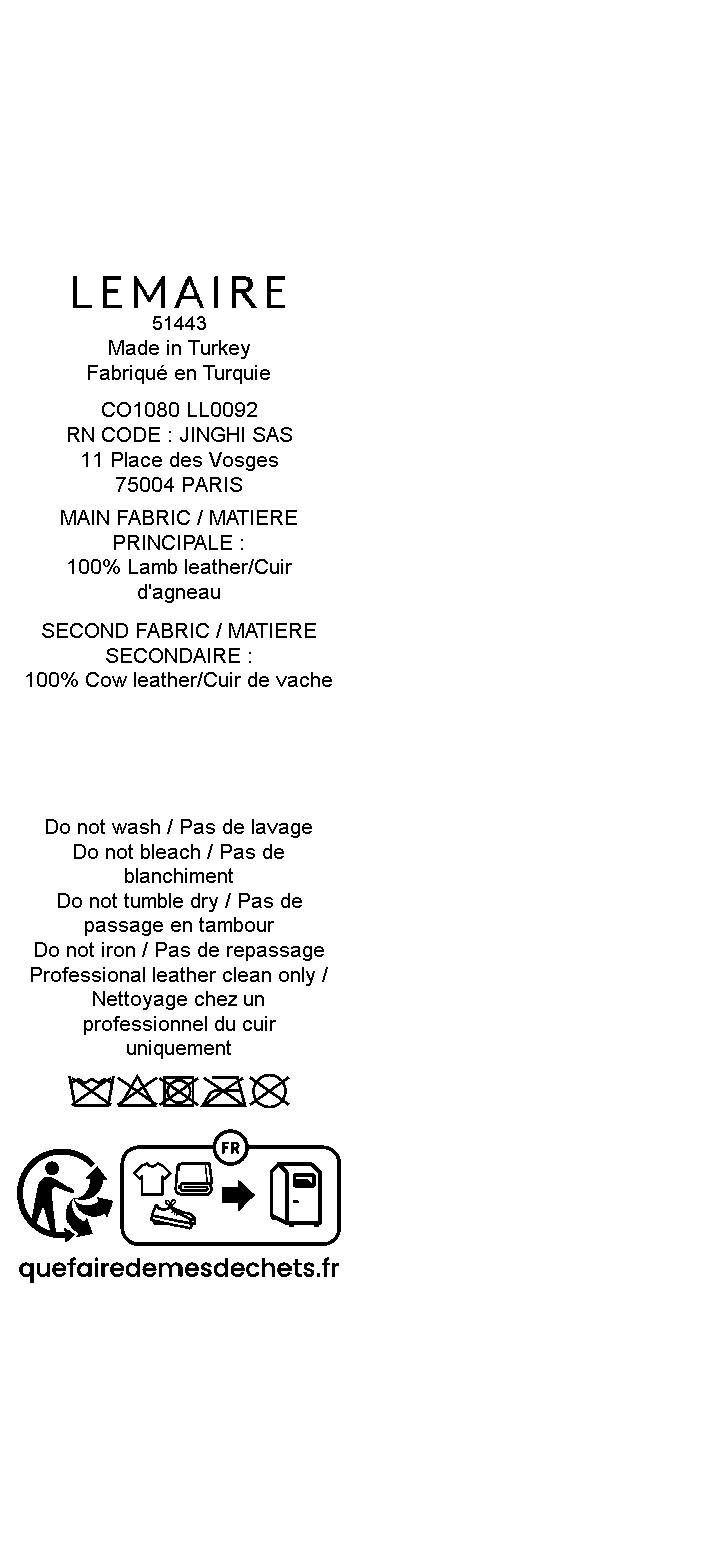 LEMAIRE
51443
Made in Turkey
Fabriqué en Turquie
CO1080 LL0092
RN CODE : JINGHI SAS
11 Place des Vosges
75004 PARIS
MAIN FABRIC / MATIERE
PRINCIPALE :
100% Lamb leather/Cuir
d'agneau
SECOND FABRIC / MATIERE
SECONDAIRE :
100% Cow leather/Cuir de vache
Do not wash / Pas de lavage
Do not bleach / Pas de
blanchiment
Do not tumble dry / Pas de
passage en tambour
Do not iron / Pas de repassage
Professional leather clean only /
Nettoyage chez un
professionnel du cuir
uniquement
FR
quefairedemesdechets.fr